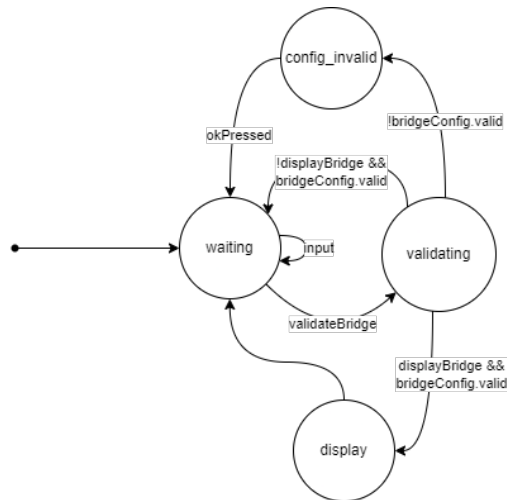 config_invalid
okPressed
!bridgeConfig.valid
!displayBridge &&
bridgeConfig.valid
waiting
input
validating
validateBridge
displayBridge &&
bridgeConfig.valid
display